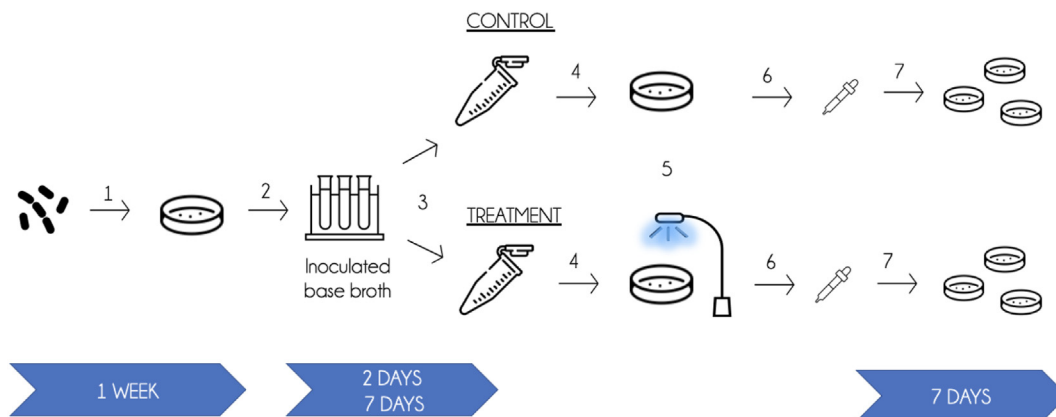 CONTROL
4
6
7
1
2
3
5
Inoculated
base broth
TREATMENT
4
6
7
1 WEEK
2 DAYS
7 DAYS
7 DAYS